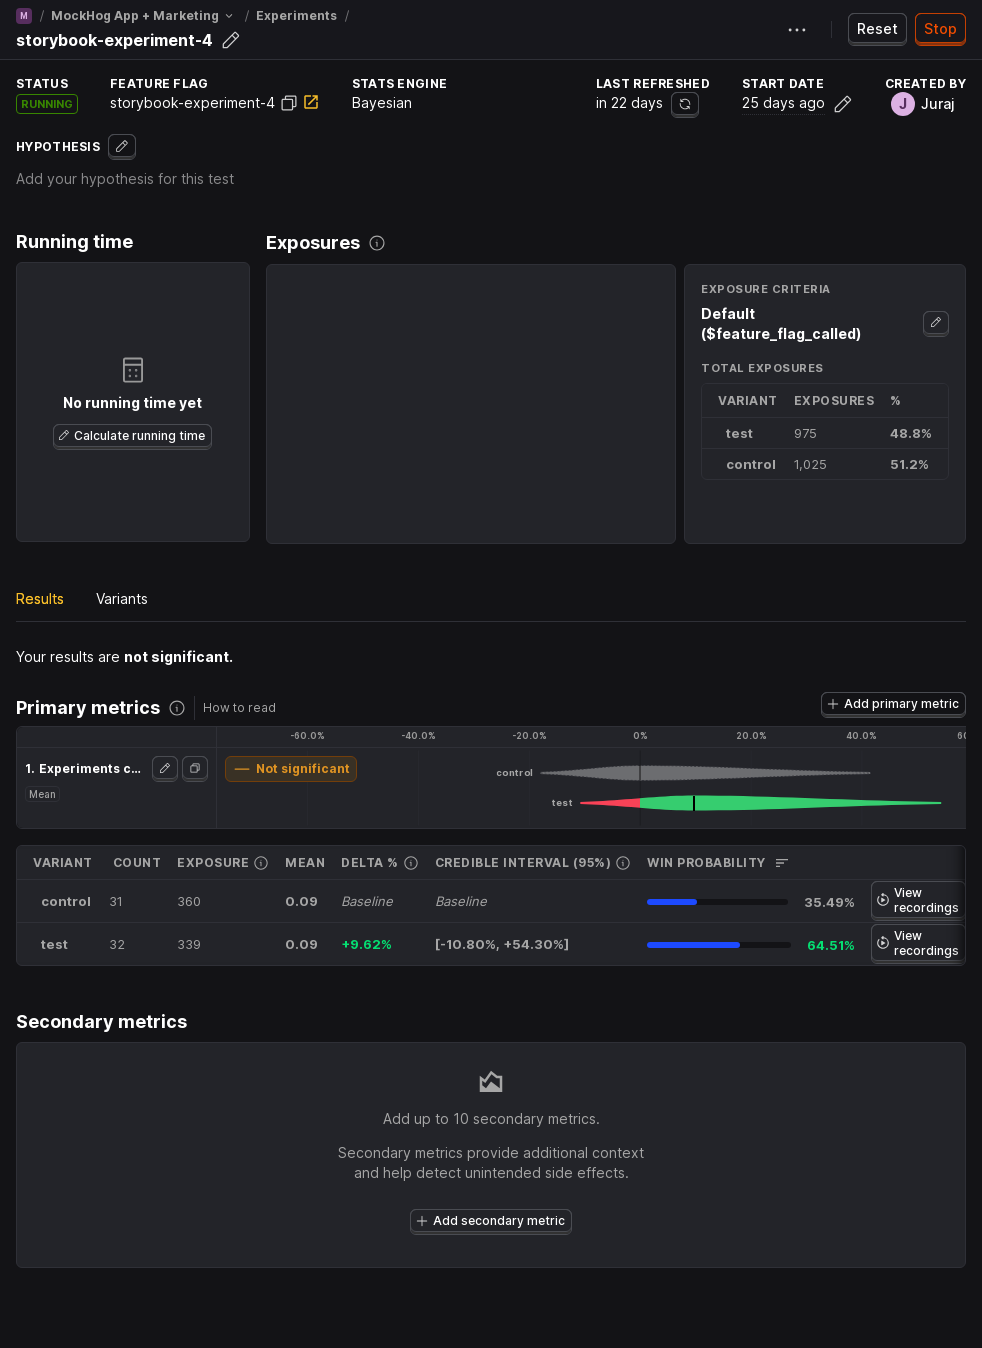 M / MockHog App + Marketing / Experiments /
storybook-experiment-4
Reset
Stop
STATUS
RUNNING
FEATURE FLAG
storybook-experiment-4
STATS ENGINE
Bayesian
LAST REFRESHED
in 22 days
START DATE
25 days ago
CREATED BY
J Juraj
HYPOTHESIS
Add your hypothesis for this test
Running time
No running time yet
Calculate running time
Exposures
EXPOSURE CRITERIA
Default
($feature_flag_called)
TOTAL EXPOSURES
VARIANT EXPOSURES %
test 975 48.8%
control 1,025 51.2%
Results Variants
Your results are not significant.
Primary metrics How to read
Add primary metric
-60.0% -40.0% -20.0% 0% 20.0% 40.0% 60
1. Experiments c...
Mean
— Not significant
control
test
VARIANT COUNT EXPOSURE MEAN DELTA % CREDIBLE INTERVAL (95%) WIN PROBABILITY
control 31 360 0.09 Baseline Baseline 35.49% View recordings
test 32 339 0.09 +9.62% [-10.80%, +54.30%] 64.51% View recordings
Secondary metrics
Add up to 10 secondary metrics.
Secondary metrics provide additional context
and help detect unintended side effects.
Add secondary metric